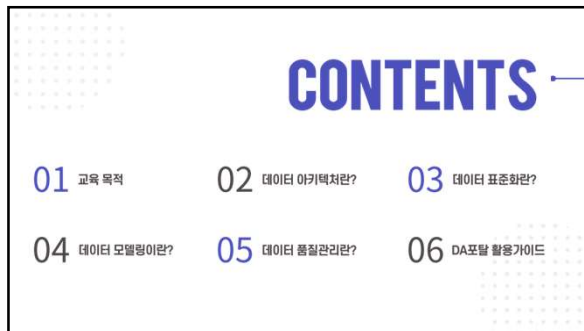 CONTENTS
01 교육 목적
02 데이터 아키텍처란?
03 데이터 표준화란?
04 데이터 모델링이란?
05 데이터 품질관리란?
06 DA포탈 활용가이드